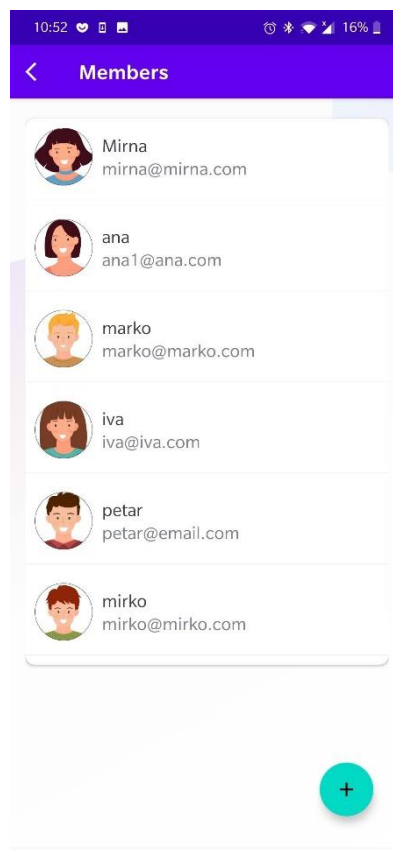 10:52
16%
Members
Mirna
mirna@mirna.com
ana
ana1@ana.com
marko
marko@marko.com
iva
iva@iva.com
petar
petar@email.com
mirko
mirko@mirko.com
+